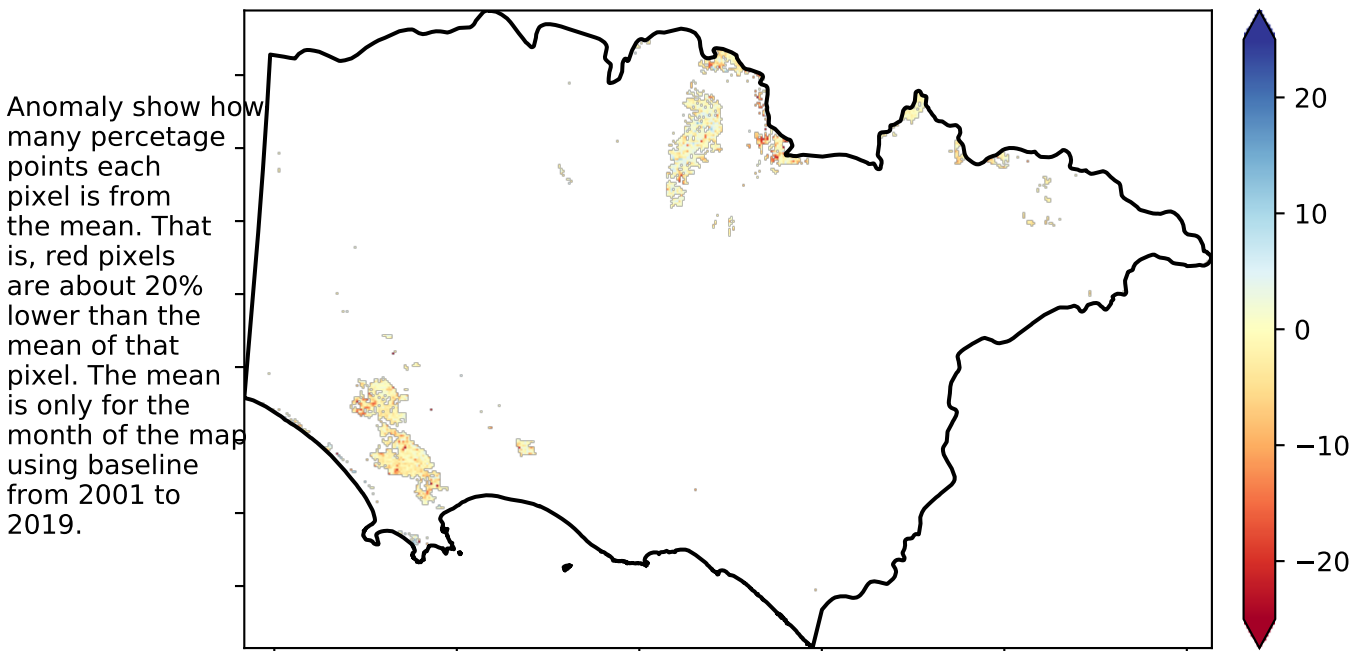 Anomaly show how
many percetage
points each
pixel is from
the mean. That
is, red pixels
are about 20%
lower than the
mean of that
pixel. The mean
is only for the
month of the map
using baseline
from 2001 to
2019.
20
10
0
−10
−20